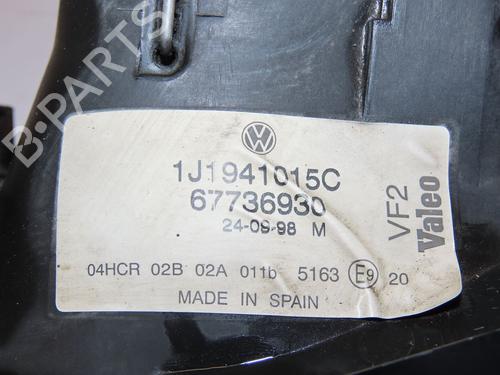 B-PARTS
1J1941015C
67736930
24-09-98 M
VF2
Valeo
04HCR 02B 02A 011b 5163 E9 20
MADE IN SPAIN